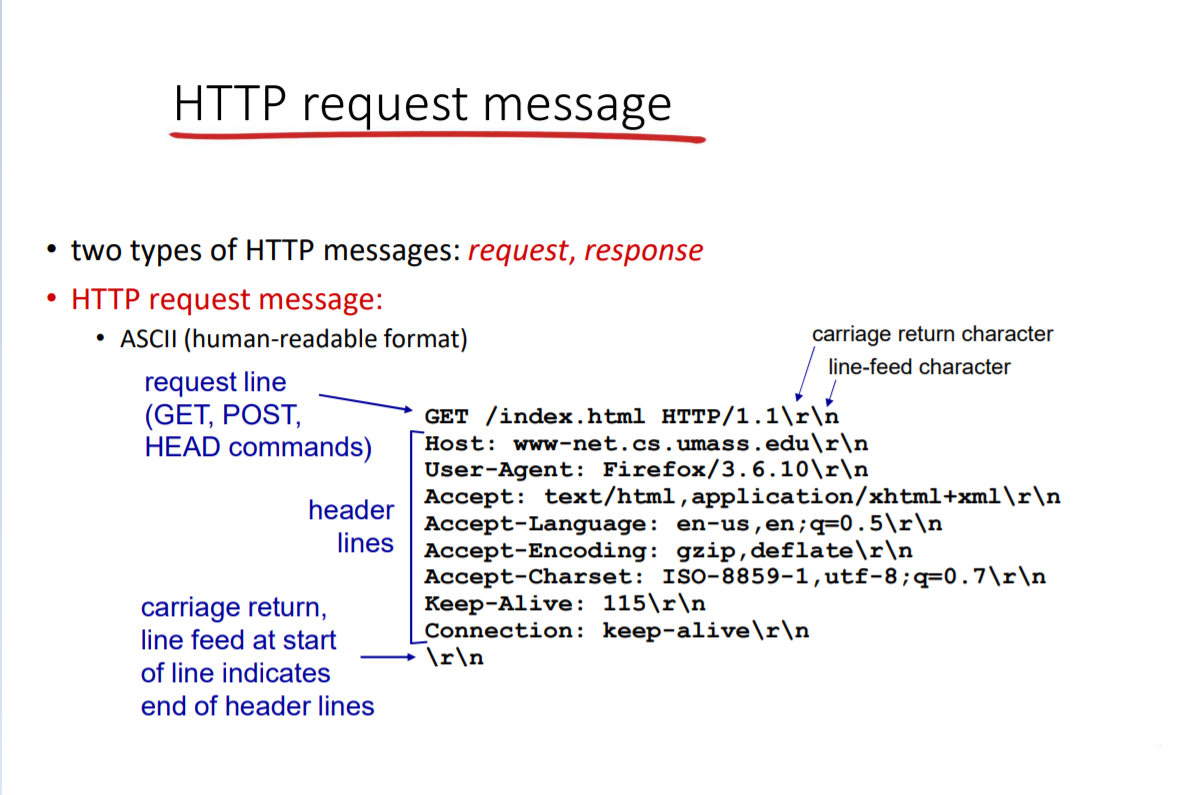 HTTP request message
• two types of HTTP messages: request, response
• HTTP request message:
• ASCII (human-readable format)
carriage return character
line-feed character
request line
(GET, POST,
HEAD commands)
GET /index.html HTTP/1.1\r\n
Host: www-net.cs.umass.edu\r\n
User-Agent: Firefox/3.6.10\r\n
Accept: text/html,application/xhtml+xml\r\n
Accept-Language: en-us,en;q=0.5\r\n
Accept-Encoding: gzip,deflate\r\n
Accept-Charset: ISO-8859-1,utf-8;q=0.7\r\n
Keep-Alive: 115\r\n
Connection: keep-alive\r\n
\r\n
header
lines
carriage return,
line feed at start
of line indicates
end of header lines